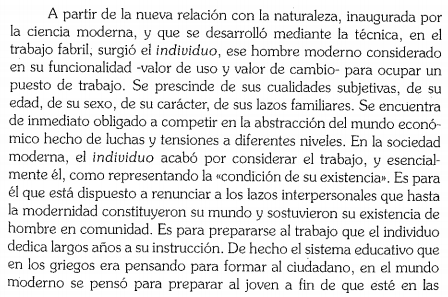 A partir de la nueva relación con la naturaleza, inaugurada por
la ciencia moderna, y que se desarrolló mediante la técnica, en el
trabajo fabril, surgió el individuo, ese hombre moderno considerado
en su funcionalidad -valor de uso y valor de cambio- para ocupar un
puesto de trabajo. Se prescinde de sus cualidades subjetivas, de su
edad, de su sexo, de su carácter, de sus lazos familiares. Se encuentra
de inmediato obligado a competir en la abstracción del mundo econó-
mico hecho de luchas y tensiones a diferentes niveles. En la sociedad
moderna, el individuo acabó por considerar el trabajo, y esencial-
mente él, como representando la «condición de su existencia». Es para
él que está dispuesto a renunciar a los lazos interpersonales que hasta
la modernidad constituyeron su mundo y sostuvieron su existencia de
hombre en comunidad. Es para prepararse al trabajo que el individuo
dedica largos años a su instrucción. De hecho el sistema educativo que
en los griegos era pensando para formar al ciudadano, en el mundo
moderno se pensó para preparar al joven a fin de que esté en las